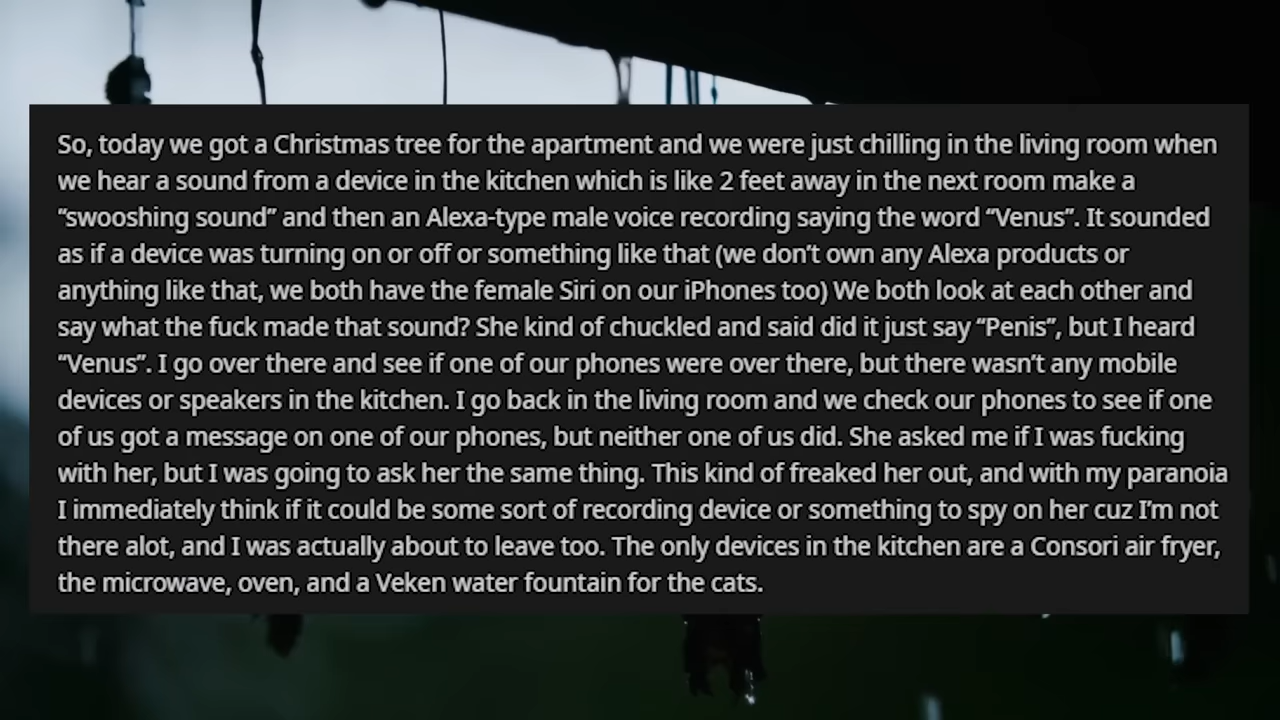 So, today we got a Christmas tree for the apartment and we were just chilling in the living room when
we hear a sound from a device in the kitchen which is like 2 feet away in the next room make a
“swooshing sound” and then an Alexa-type male voice recording saying the word “Venus”. It sounded
as if a device was turning on or off or something like that (we don’t own any Alexa products or
anything like that, we both have the female Siri on our iPhones too) We both look at each other and
say what the fuck made that sound? She kind of chuckled and said did it just say “Penis”, but I heard
“Venus”. I go over there and see if one of our phones were over there, but there wasn’t any mobile
devices or speakers in the kitchen. I go back in the living room and we check our phones to see if one
of us got a message on one of our phones, but neither one of us did. She asked me if I was fucking
with her, but I was going to ask her the same thing. This kind of freaked her out, and with my paranoia
I immediately think if it could be some sort of recording device or something to spy on her cuz I’m not
there alot, and I was actually about to leave too. The only devices in the kitchen are a Consori air fryer,
the microwave, oven, and a Veken water fountain for the cats.